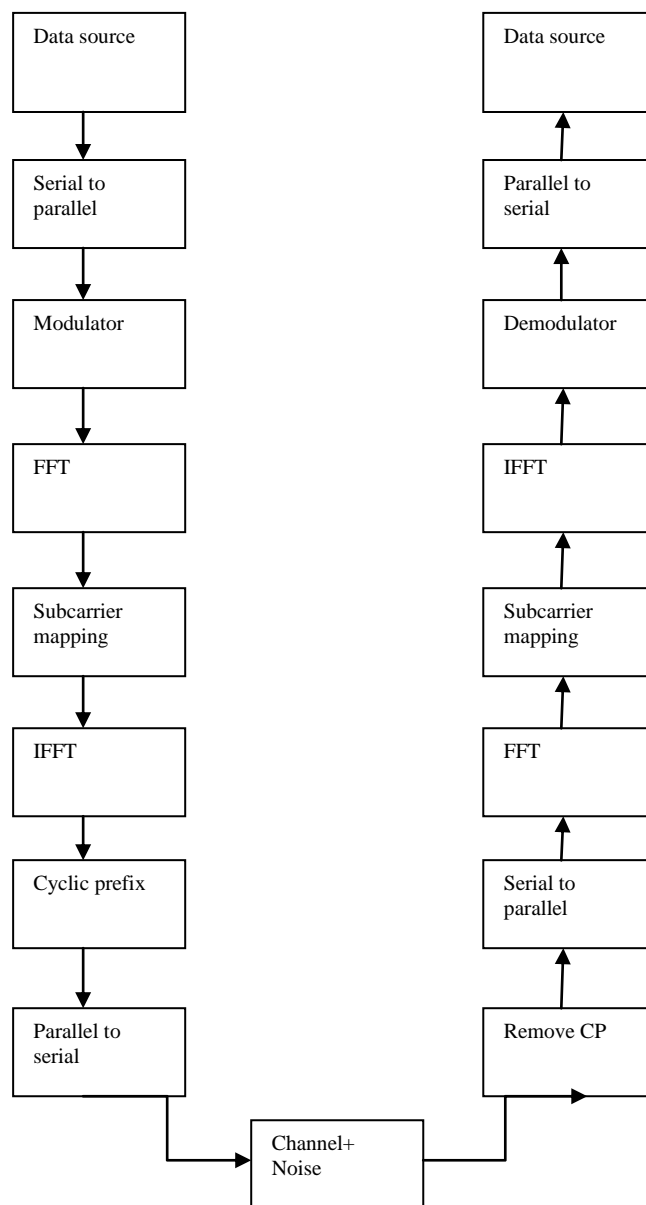 Data source
Serial to
parallel
Modulator
FFT
Subcarrier
mapping
IFFT
Cyclic prefix
Parallel to
serial
Channel+
Noise
Data source
Parallel to
serial
Demodulator
IFFT
Subcarrier
mapping
FFT
Serial to
parallel
Remove CP